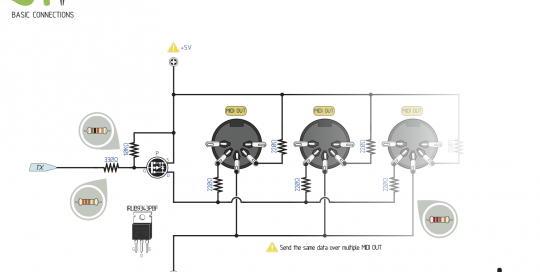 BASIC CONNECTIONS
+5V
MIDI OUT
MIDI OUT
MIDI OUT
10KΩ
220Ω
220Ω
220Ω
P
330Ω
TX
220Ω
220Ω
220Ω
Send the same data over multiple MIDI OUT